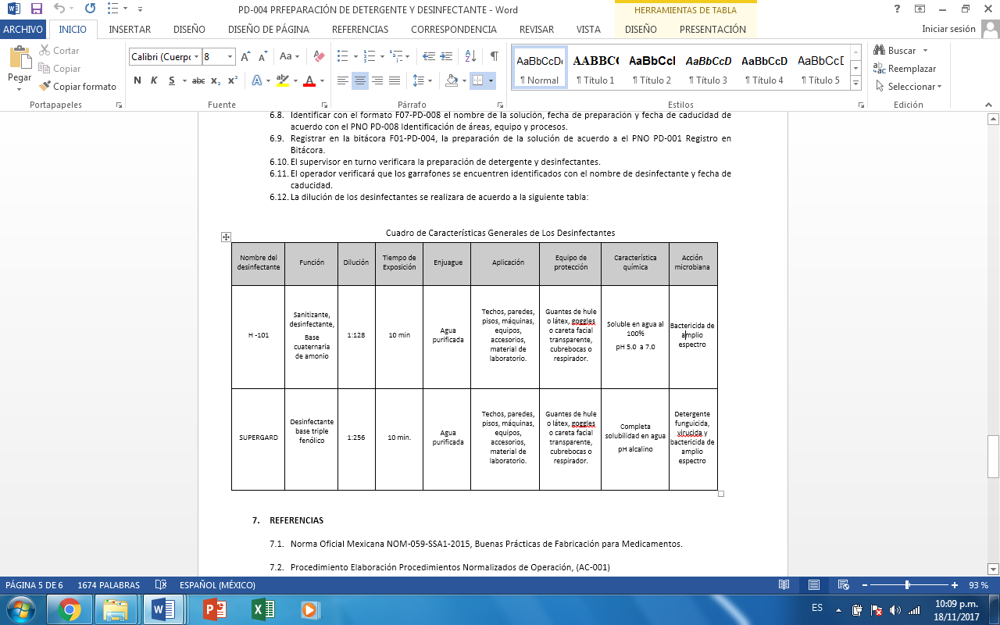 PD-004 PRFEPARACIÓN DE DETERGENTE Y DESINFECTANTE - Word
HERRAMIENTAS DE TABLA
ARCHIVO INICIO INSERTAR DISEÑO DISEÑO DE PÁGINA REFERENCIAS CORRESPONDENCIA REVISAR VISTA DISEÑO PRESENTACIÓN Iniciar sesión
Pegar
Cortar
Copiar
Copiar formato
Portapapeles
Calibri (Cuerpo 8
Aa
N K S abc x₂ x²
Fuente
Párrafo
AaBbCcDc AABBCC AaBbCcl AaBbCcD AaBbCcD AaBbCcE
¶ Normal ¶ Título 1 ¶ Título 2 ¶ Título 3 ¶ Título 4 ¶ Título 5
Estilos
Buscar
Reemplazar
Seleccionar
Edición
6.8. Identificar con el formato F07-PD-008 el nombre de la solución, fecha de preparación y fecha de caducidad de
acuerdo con el PNO PD-008 Identificación de áreas, equipo y procesos.
6.9. Registrar en la bitácora F01-PD-004, la preparación de la solución de acuerdo a el PNO PD-001 Registro en
Bitácora.
6.10. El supervisor en turno verificara la preparación de detergente y desinfectantes.
6.11. El operador verificará que los garrafones se encuentren identificados con el nombre de desinfectante y fecha de
caducidad.
6.12. La dilución de los desinfectantes se realizara de acuerdo a la siguiente tabla:
Cuadro de Características Generales de Los Desinfectantes
Nombre del
desinfectante
Función
Dilución
Tiempo de
Exposición
Enjuague
Aplicación
Equipo de
protección
Característica
química
Acción
microbiana
H -101
Sanitizante,
desinfectante,
Base
cuaternaria
de amonio
1:128
10 min
Agua
purificada
Techos, paredes,
pisos, máquinas,
equipos,
accesorios,
material de
laboratorio.
Guantes de hule
o látex, goggles
o careta facial
transparente,
cubrebocas o
respirador.
Soluble en agua al
100%
pH 5.0 a 7.0
Bactericida de
amplio
espectro
SUPERGARD
Desinfectante
base triple
fenólico
1:256
10 min.
Agua
purificada
Techos, paredes,
pisos, máquinas,
equipos,
accesorios,
material de
laboratorio.
Guantes de hule
o látex, goggles
o careta facial
transparente,
cubrebocas o
respirador.
Completa
solubilidad en agua
pH alcalino
Detergente
funguicida,
virucida y
bactericida de
amplio
espectro
7. REFERENCIAS
7.1. Norma Oficial Mexicana NOM-059-SSA1-2015, Buenas Prácticas de Fabricación para Medicamentos.
7.2. Procedimiento Elaboración Procedimientos Normalizados de Operación, (AC-001)
PÁGINA 5 DE 6 1674 PALABRAS ESPAÑOL (MÉXICO) 93 %
ES
10:09 p.m.
18/11/2017